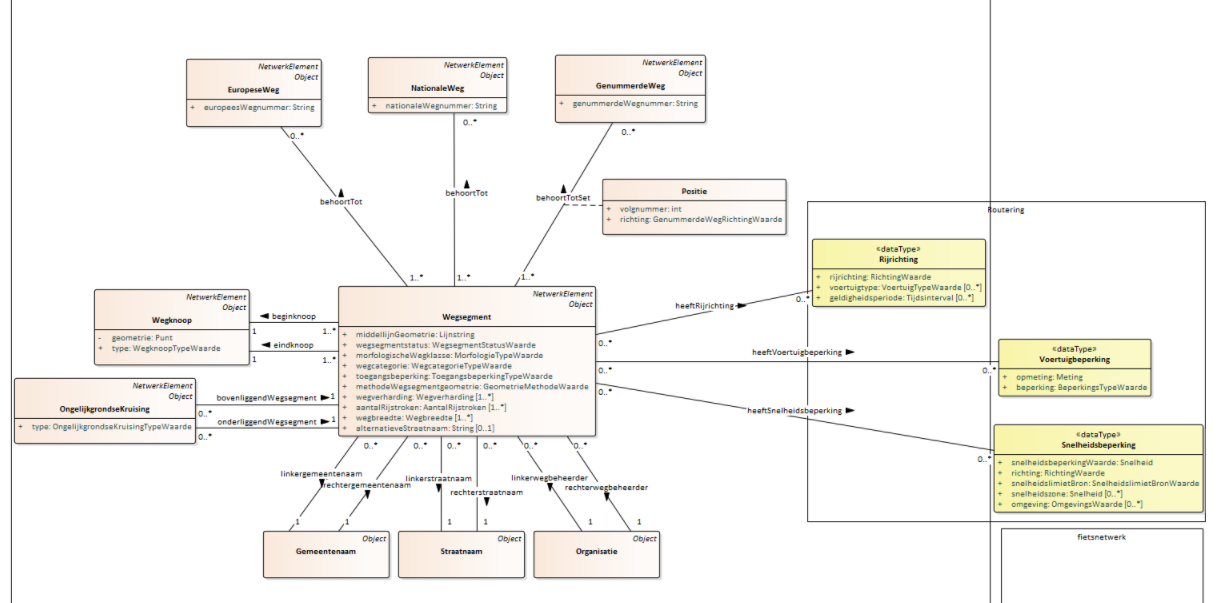 NetwerkElement
Object
EuropeseWeg
+ europeesWegnummer: String
0..*
NetwerkElement
Object
NationaleWeg
+ nationaleWegnummer: String
0..*
NetwerkElement
Object
GenummerdeWeg
+ genummerdeWegnummer: String
0..*
behoortTot
behoortTot
behoortTotSet
Positie
+ volgnummer: int
+ richting: GenummerdeWegRichtingWaarde
Routering
«dataType»
Rijrichting
+ rijrichting: RichtingWaarde
+ voertuigtype: VoertuigTypeWaarde [0..*]
+ geldigheidsperiode: Tijdsinterval [0..*]
1..*
1..*
1..*
NetwerkElement
Object
Wegknoop
- geometrie: Punt
+ type: WegknoopTypeWaarde
beginknoop
1
1..*
eindknoop
1
1..*
NetwerkElement
Object
Wegsegment
+ middellijnGeometrie: Lijnstring
+ wegsegmentstatus: WegsegmentStatusWaarde
+ morfologischeWegklasse: MorfologieTypeWaarde
+ wegcategorie: WegcategorieTypeWaarde
+ toegangsbeperking: ToegangsbeperkingTypeWaarde
+ methodeWegsegmentgeometrie: GeometrieMethodeWaarde
+ wegverharding: Wegverharding [1..*]
+ aantalRijstroken: AantalRijstroken [1..*]
+ wegbreedte: Wegbreedte [1..*]
+ alternatieveStraatnaam: String [0..1]
heeftRijrichting
0..*
0..*
heeftVoertuigbeperking
0..*
0..*
«dataType»
Voertuigbeperking
+ opmeting: Meting
+ beperking: BeperkingsTypeWaarde
heeftSnelheidsbeperking
0..*
0..*
«dataType»
Snelheidsbeperking
+ snelheidsbeperkingWaarde: Snelheid
+ richting: RichtingWaarde
+ snelheidslimietBron: SnelheidslimietBronWaarde
+ snelheidszone: Snelheid [0..*]
+ omgeving: OmgevingsWaarde [0..*]
NetwerkElement
Object
OngelijkgrondseKruising
+ type: OngelijkgrondseKruisingTypeWaarde
bovenliggendWegsegment
1
0..*
onderliggendWegsegment
1
0..*
0..*
0..*
0..*
0..*
0..*
0..*
linkergemeentenaam
rechtergemeentenaam
linkerstraatnaam
rechterstraatnaam
linkerwegbeheerder
rechterwegbeheerder
1
1
1
1
1
1
Object
Gemeentenaam
Object
Straatnaam
Object
Organisatie
fietsnetwerk